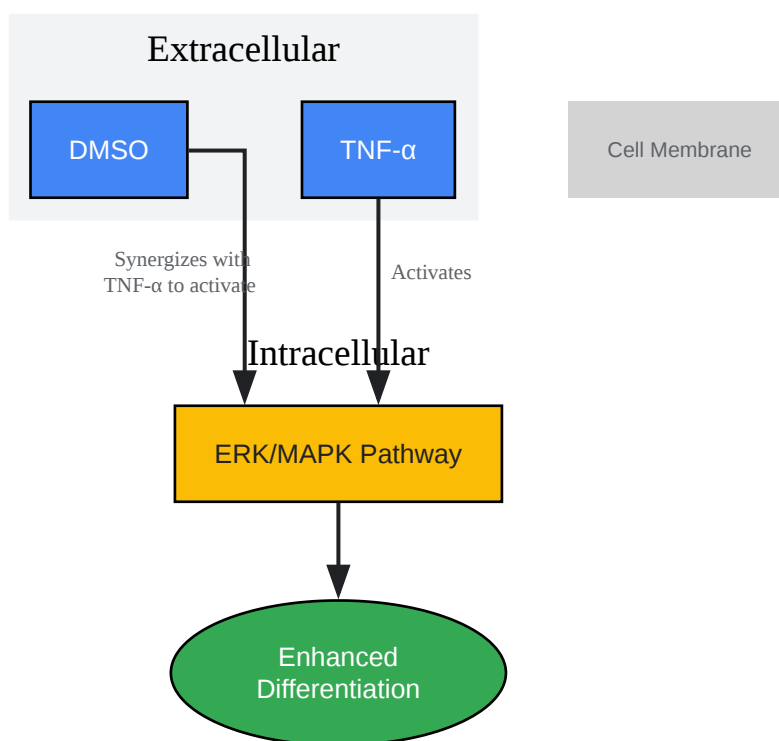 Extracellular
DMSO
TNF-α
Cell Membrane
Synergizes with
TNF-α to activate
Activates
Intracellular
ERK/MAPK Pathway
Enhanced
Differentiation